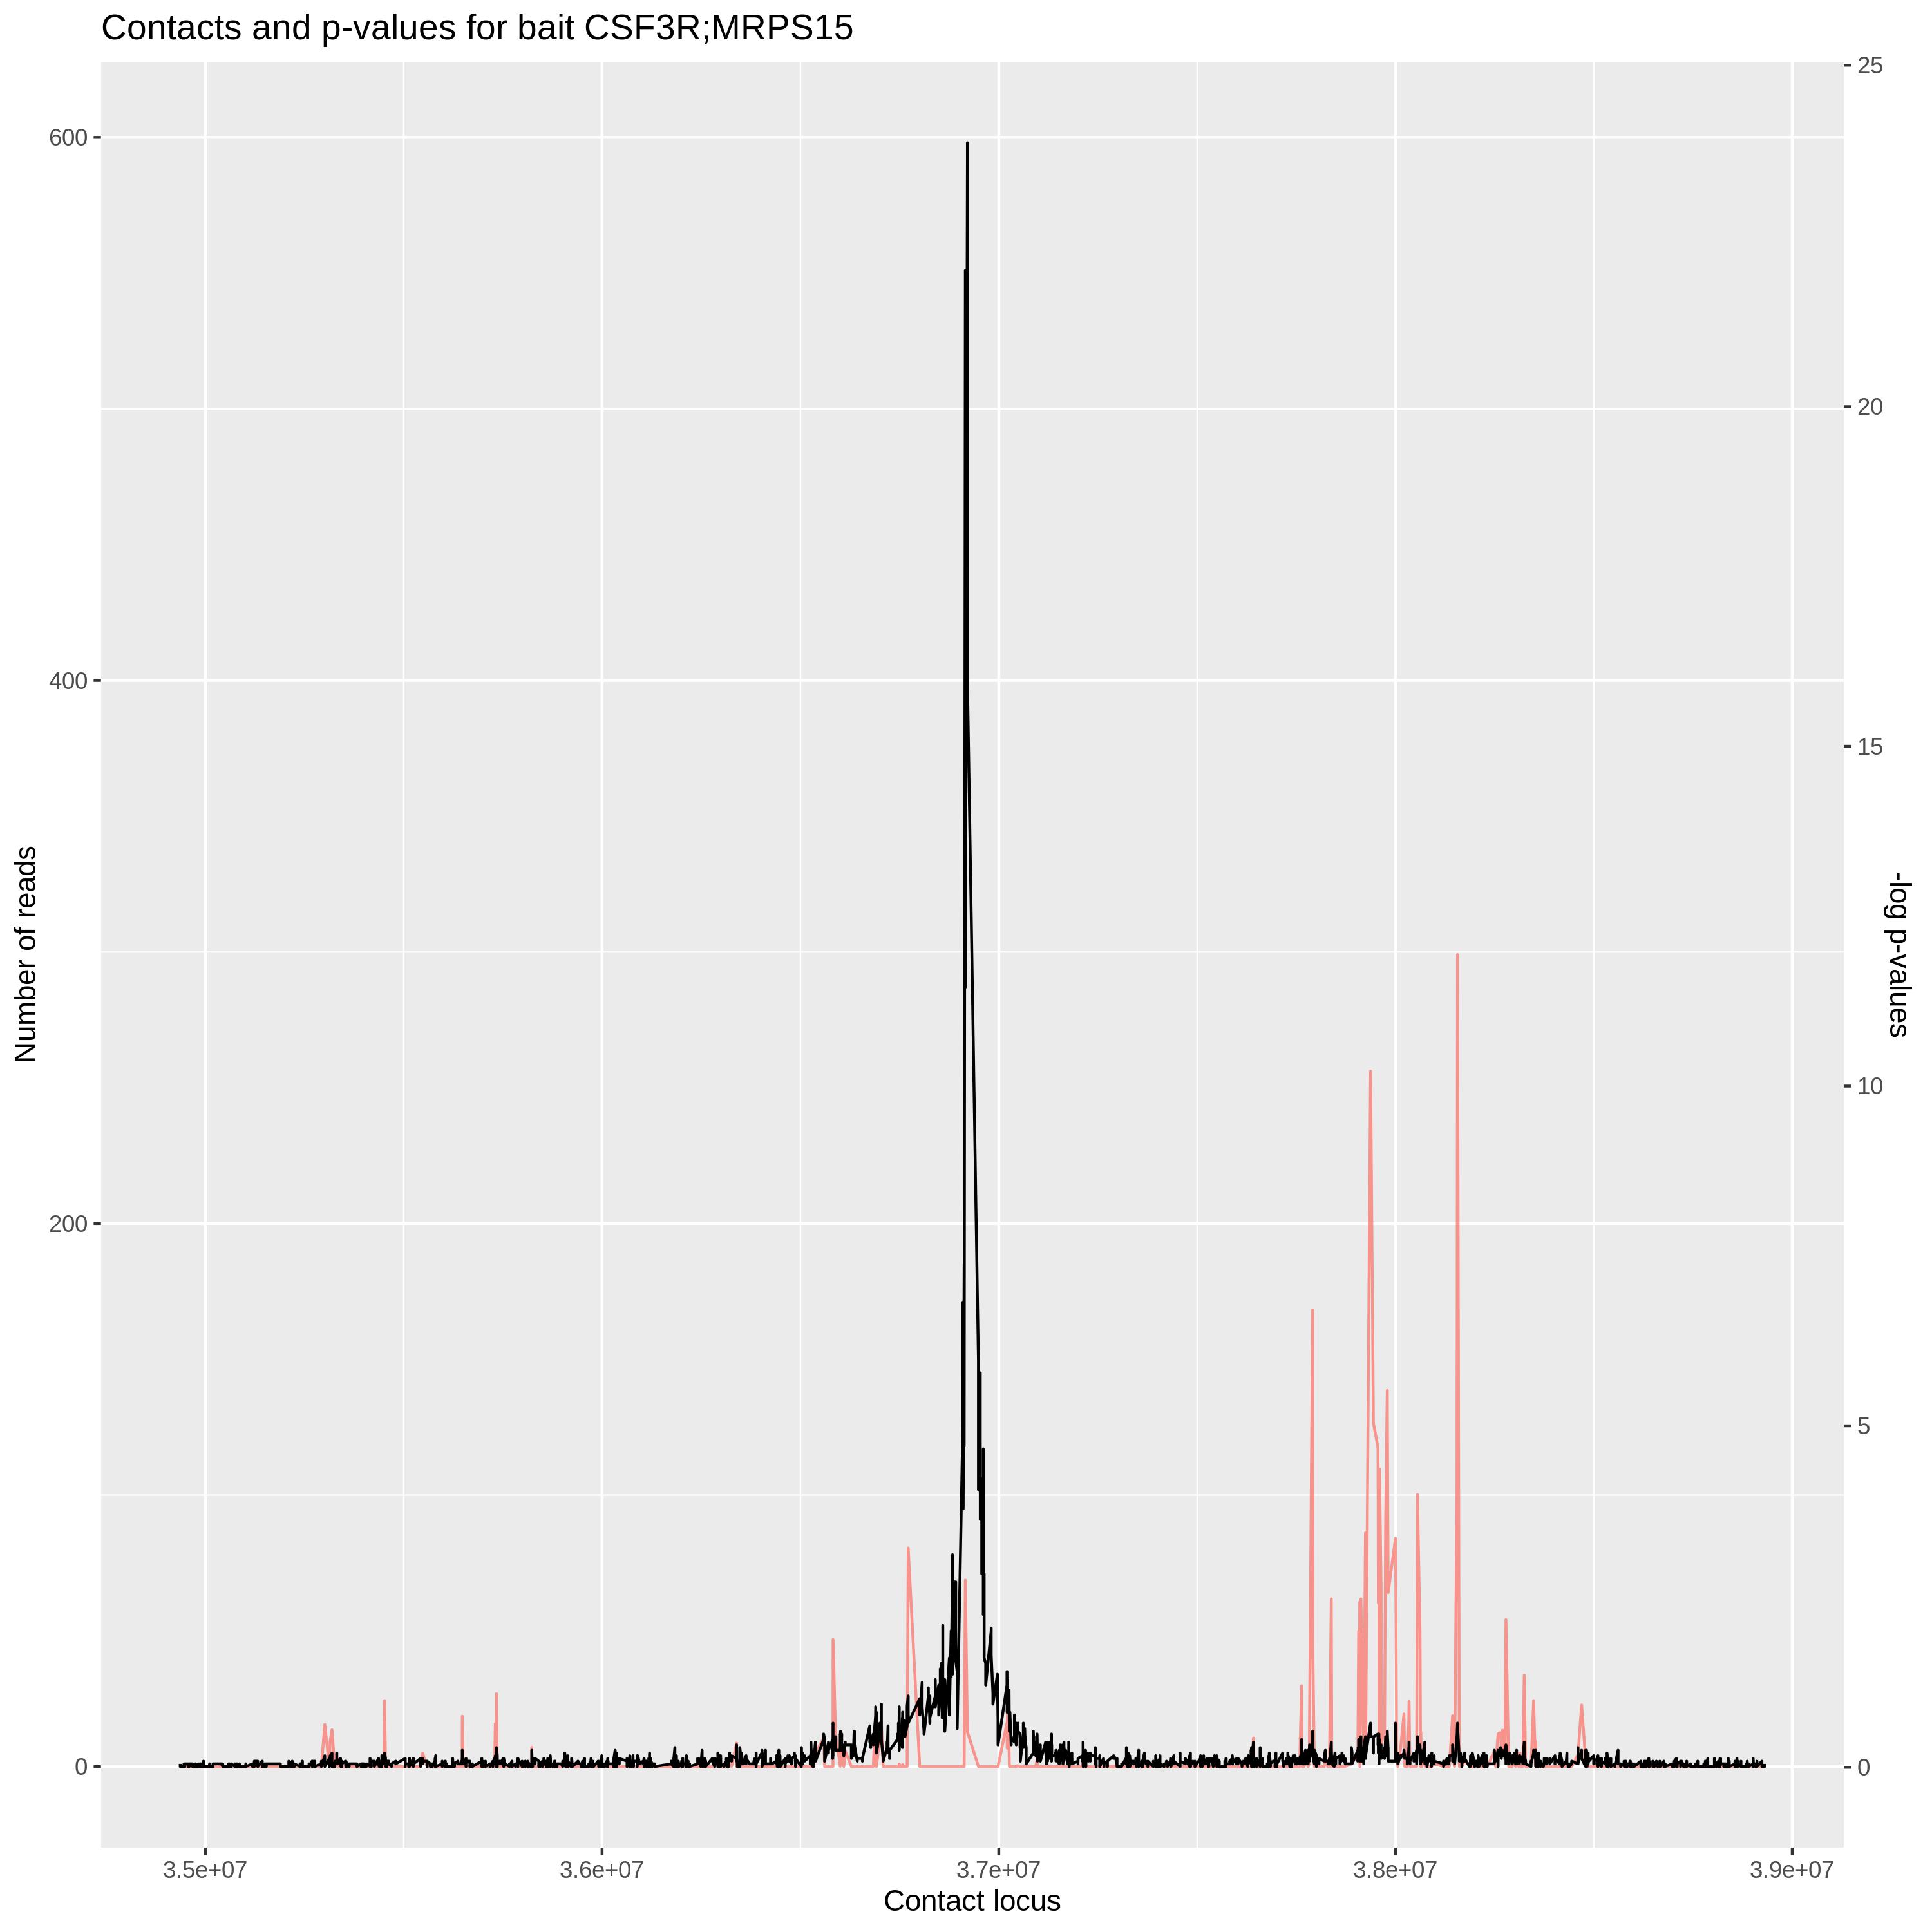 Contacts and p-values for bait CSF3R;MRPS15
600
400
200
0
Number of reads
25
20
15
10
5
0
-log p-values
3.5e+07
3.6e+07
3.7e+07
3.8e+07
3.9e+07
Contact locus